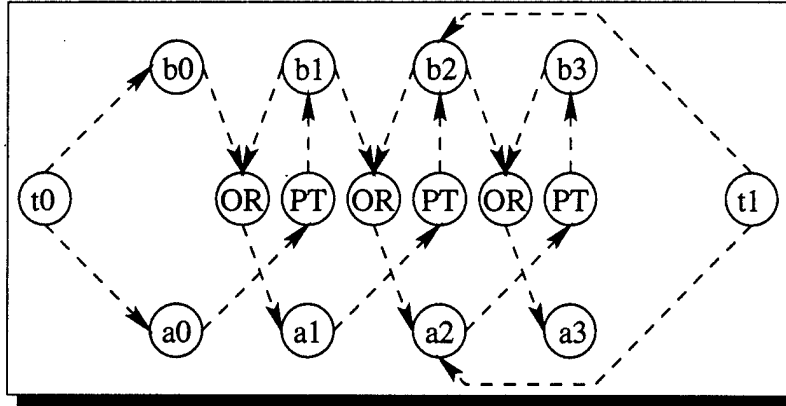 b0 b1 b2 b3
t0 OR PT OR PT OR PT t1
a0 a1 a2 a3